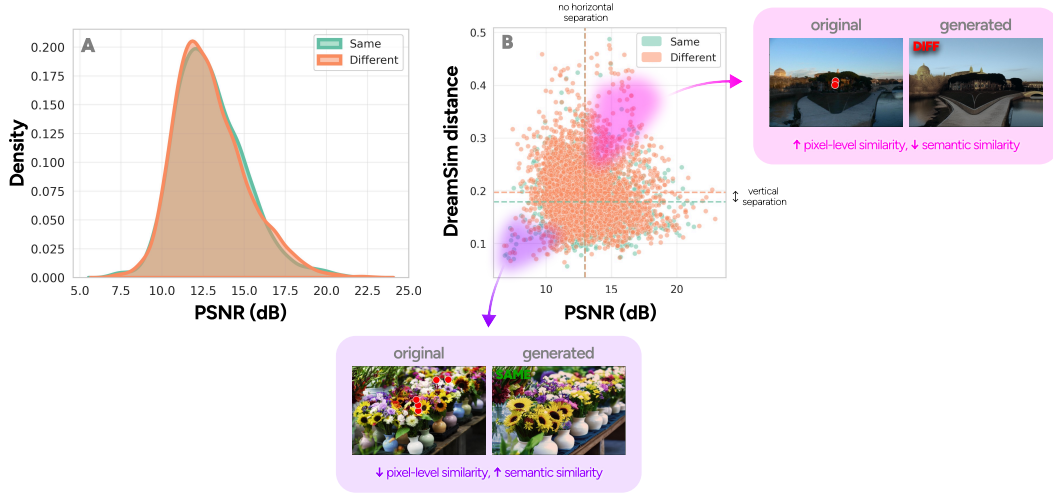 A
Same
Different
0.200
0.175
0.150
0.125
0.100
0.075
0.050
0.025
0.000
Density
5.0 7.5 10.0 12.5 15.0 17.5 20.0 22.5 25.0
PSNR (dB)
no horizontal
separation
B
Same
Different
0.5
0.4
0.3
0.2
0.1
DreamSim distance
10 15 20
PSNR (dB)
vertical
separation
original generated
DIFF
↑ pixel-level similarity, ↓ semantic similarity
original generated
SAME
↓ pixel-level similarity, ↑ semantic similarity